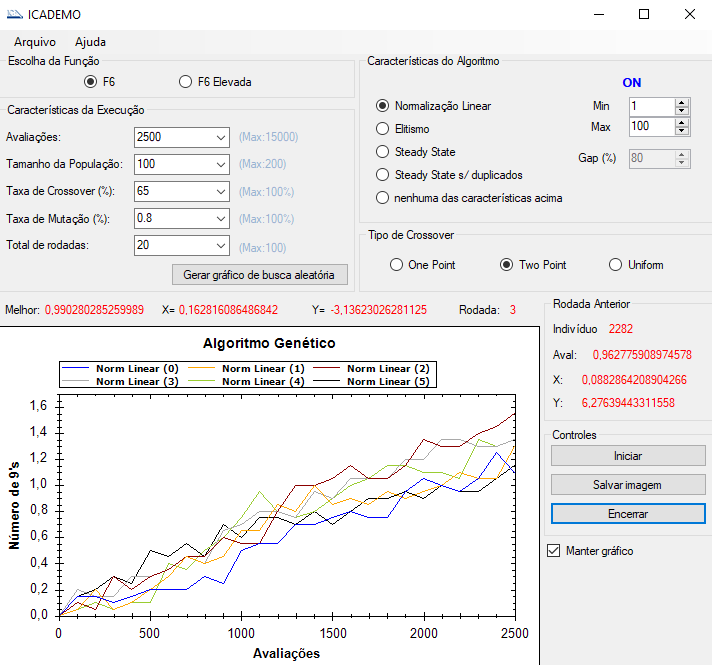 ICADEMO
Arquivo Ajuda
Escolha da Função
F6 F6 Elevada
Características da Execução
Avaliações: 2500 (Max:15000)
Tamanho da População: 100 (Max:200)
Taxa de Crossover (%): 65 (Max:100%)
Taxa de Mutação (%): 0.8 (Max:100%)
Total de rodadas: 20 (Max:100)
Gerar gráfico de busca aleatória
Características do Algoritmo
ON
Normalização Linear Min 1
Elitismo Max 100
Steady State Gap (%) 80
Steady State s/ duplicados
nenhuma das características acima
Tipo de Crossover
One Point Two Point Uniform
Melhor: 0,990280285259989 X= 0,162816086486842 Y= -3,13623026281125 Rodada: 3
Rodada Anterior
Indivíduo 2282
Aval: 0,962775908974578
X: 0,0882864208904266
Y: 6,27639443311558
Controles
Iniciar
Salvar imagem
Encerrar
Manter gráfico
Algoritmo Genético
Norm Linear (0) Norm Linear (1) Norm Linear (2)
Norm Linear (3) Norm Linear (4) Norm Linear (5)
Número de 9's
1,6
1,4
1,2
1,0
0,8
0,6
0,4
0,2
0,0
0 500 1000 1500 2000 2500
Avaliações